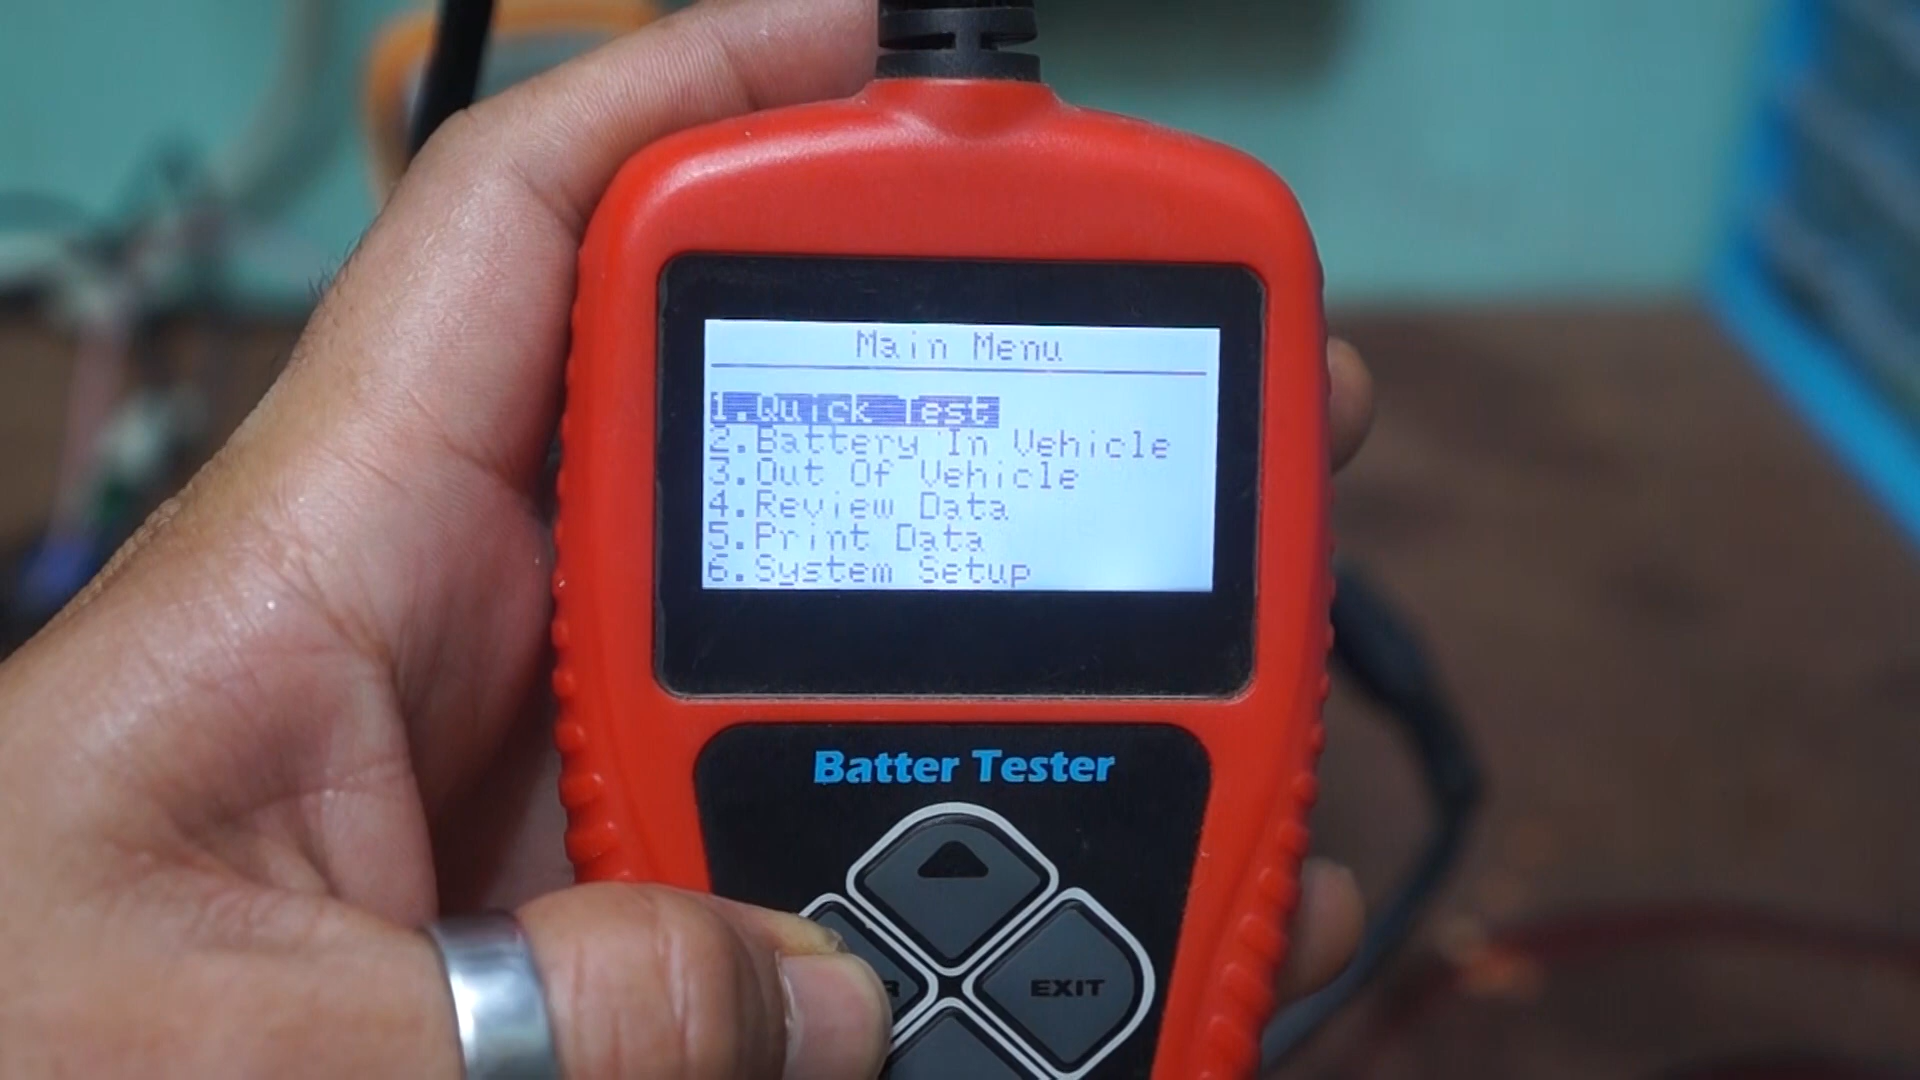 Main Menu
1.Quick Test
2.Battery In Vehicle
3.Out Of Vehicle
4.Review Data
5.Print Data
6.System Setup
Batter Tester
EXIT